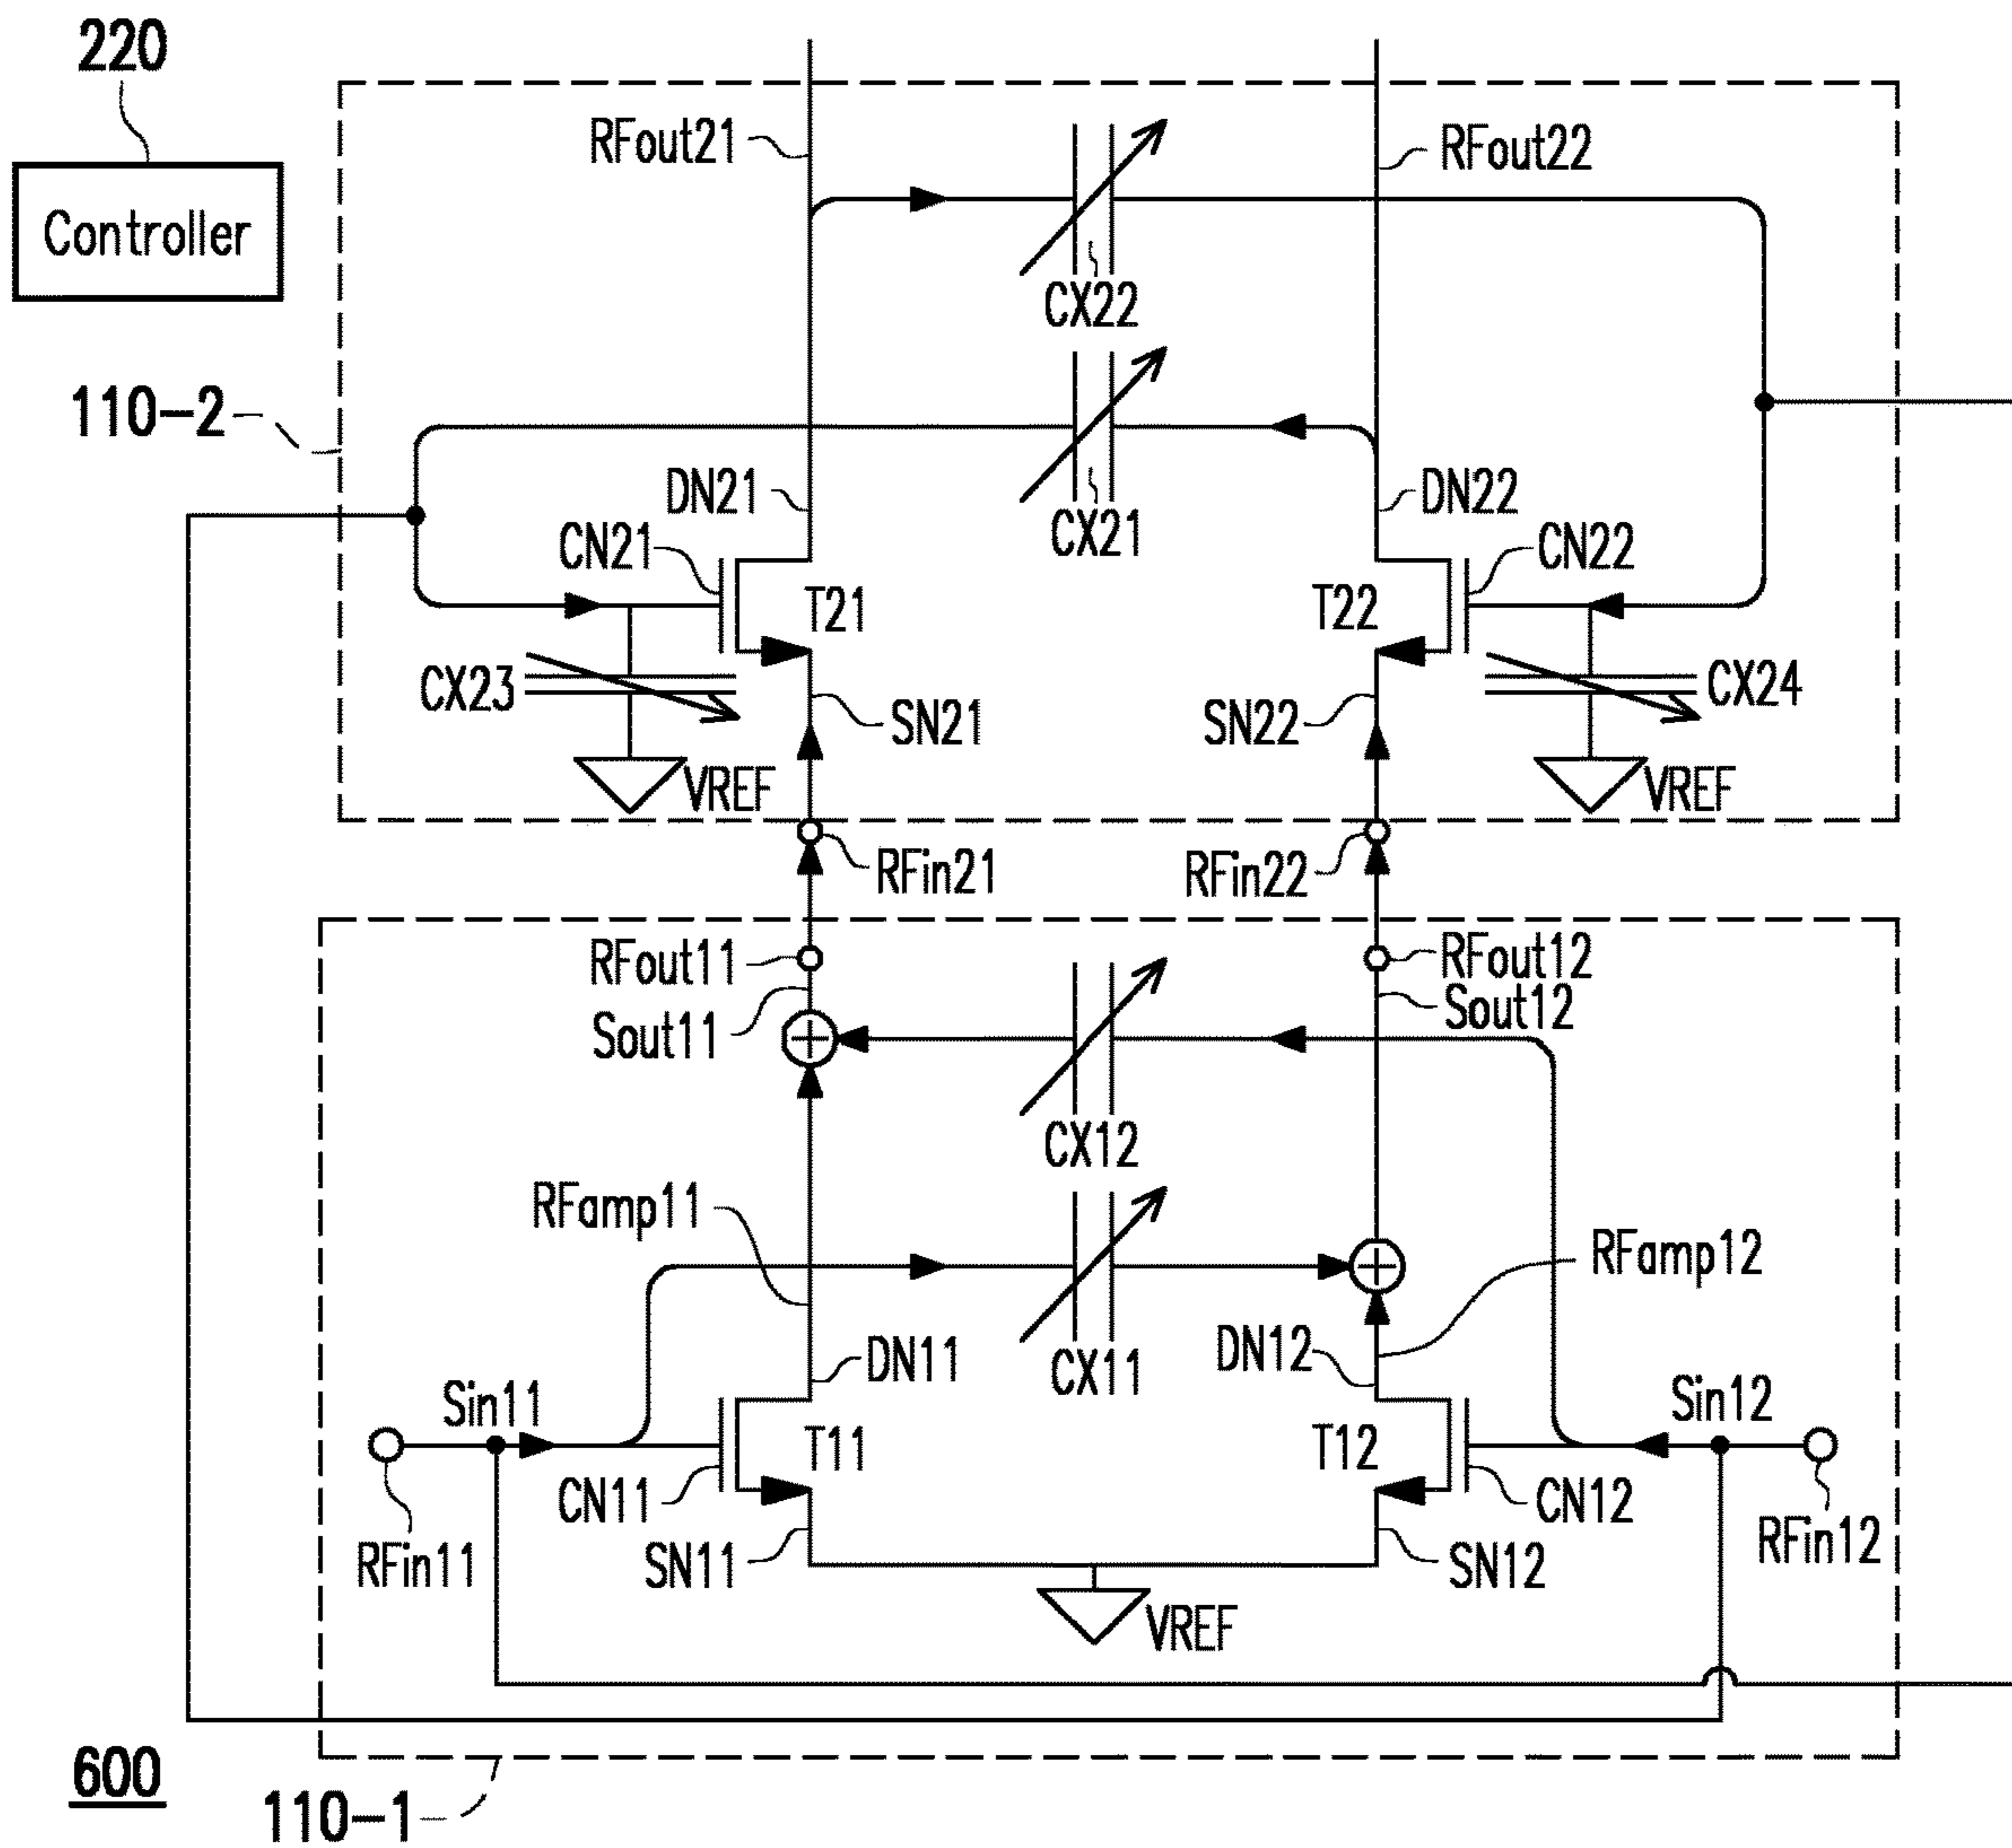 220
Controller
RFout21
RFout22
CX22
110-2
DN21
CX21
DN22
CN21
CN22
T21
T22
CX23
SN21
SN22
CX24
VREF
VREF
RFin21
RFin22
RFout11
RFout12
Sout11
Sout12
CX12
RFamp11
RFamp12
DN11
CX11
DN12
Sin11
Sin12
T11
T12
CN11
CN12
RFin11
RFin12
SN11
SN12
VREF
600
110-1